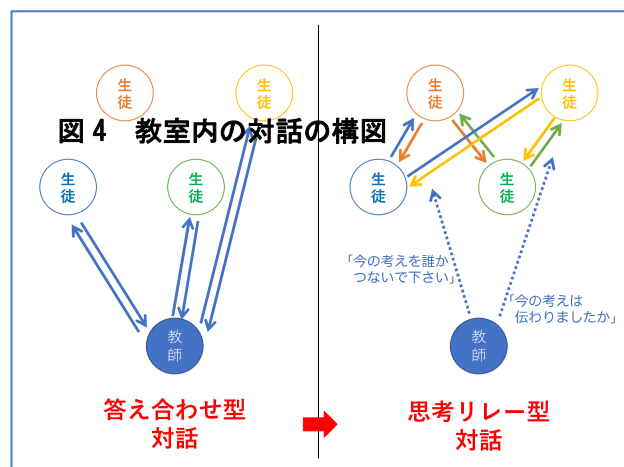 図4 教室内の対話の構図
生徒
生徒
生徒
生徒
教師
答え合わせ型
対話
生徒
生徒
生徒
生徒
「今の考えを誰か
つないで下さい」
「今の考えは
伝わりましたか」
教師
思考リレー型
対話